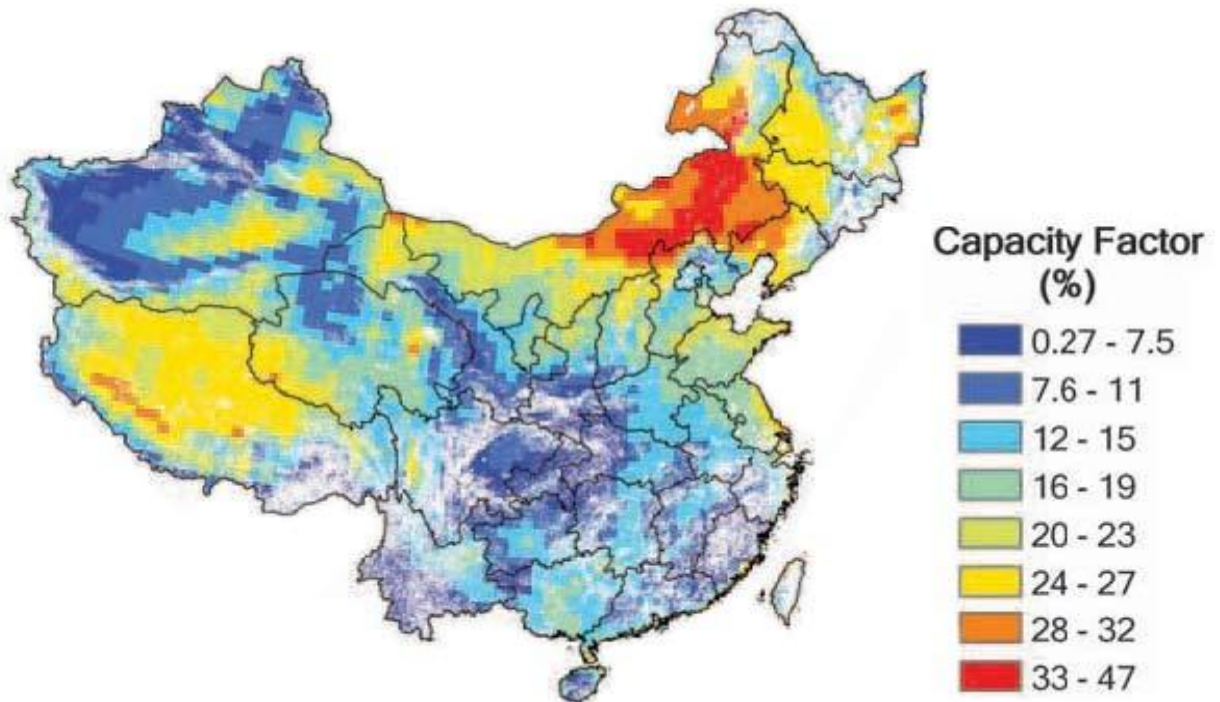 Capacity Factor
(%)
0.27 - 7.5
7.6 - 11
12 - 15
16 - 19
20 - 23
24 - 27
28 - 32
33 - 47